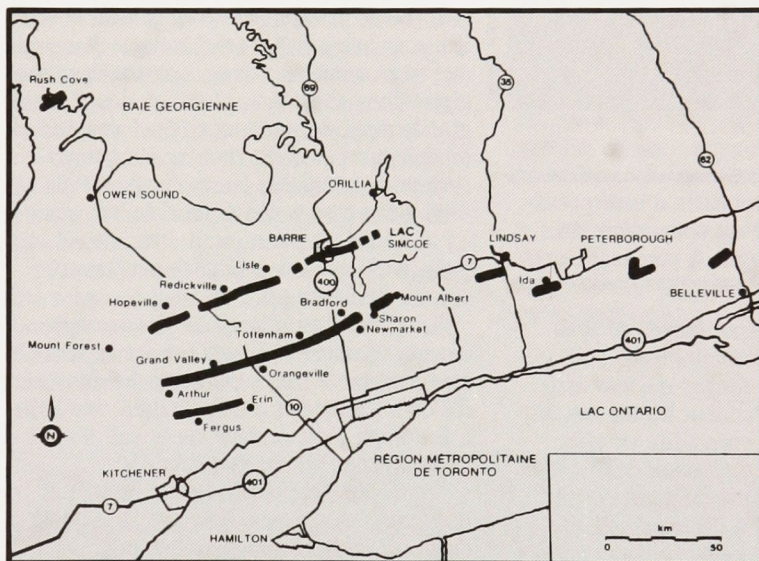 Rush Cove
BAIE GEORGIENNE
69
35
62
OWEN SOUND
ORILLIA
BARRIE
LAC
SIMCOE
LINDSAY
PETERBOROUGH
Lisle
7
Redickville
400
Ida
Mount Albert
Hopeville
Bradford
BELLEVILLE
Sharon
Tottenham
Newmarket
401
Mount Forest
Grand Valley
Orangeville
Arthur
Erin
10
LAC ONTARIO
Fergus
N
RÉGION MÉTROPOLITAINE
DE TORONTO
KITCHENER
401
7
HAMILTON
km
0 50